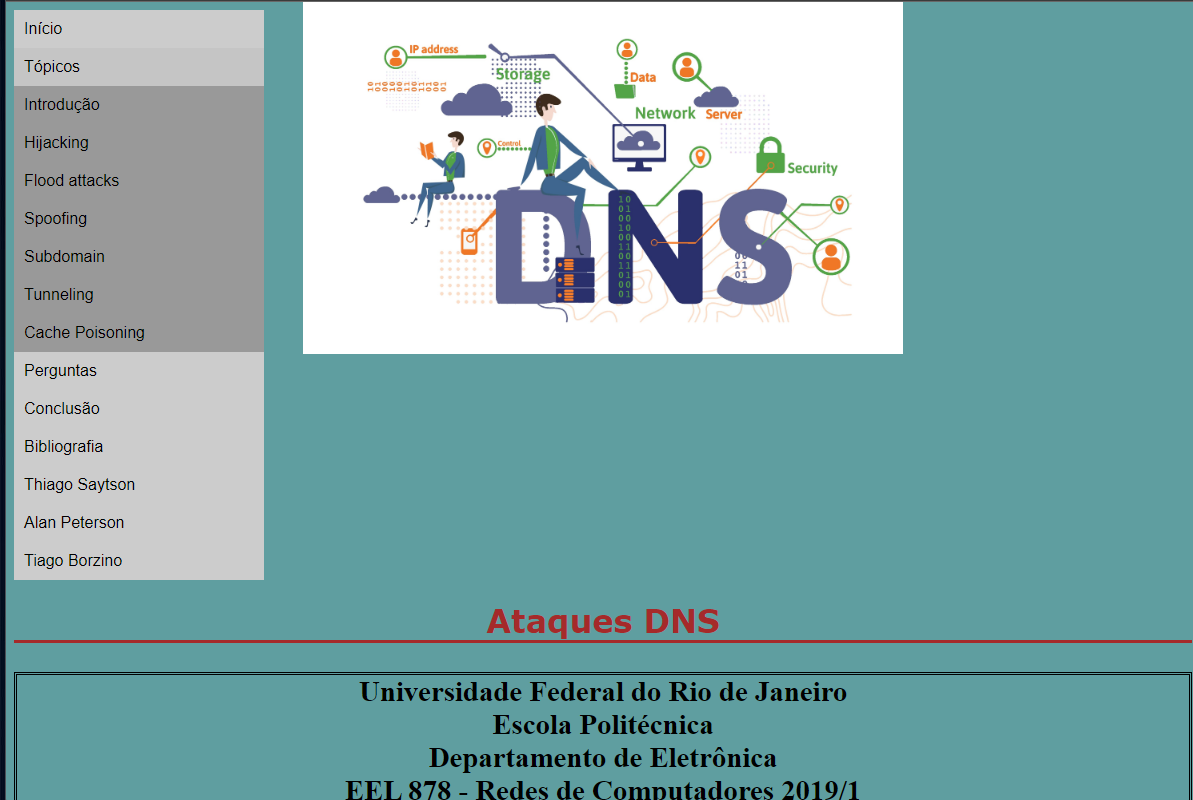 Início
Tópicos
Introdução
Hijacking
Flood attacks
Spoofing
Subdomain
Tunneling
Cache Poisoning
Perguntas
Conclusão
Bibliografia
Thiago Saytson
Alan Peterson
Tiago Borzino
IP address
Storage
Data
Network
Server
Control
Security
DNS
Ataques DNS
Universidade Federal do Rio de Janeiro
Escola Politécnica
Departamento de Eletrônica
EEL 878 - Redes de Computadores 2019/1